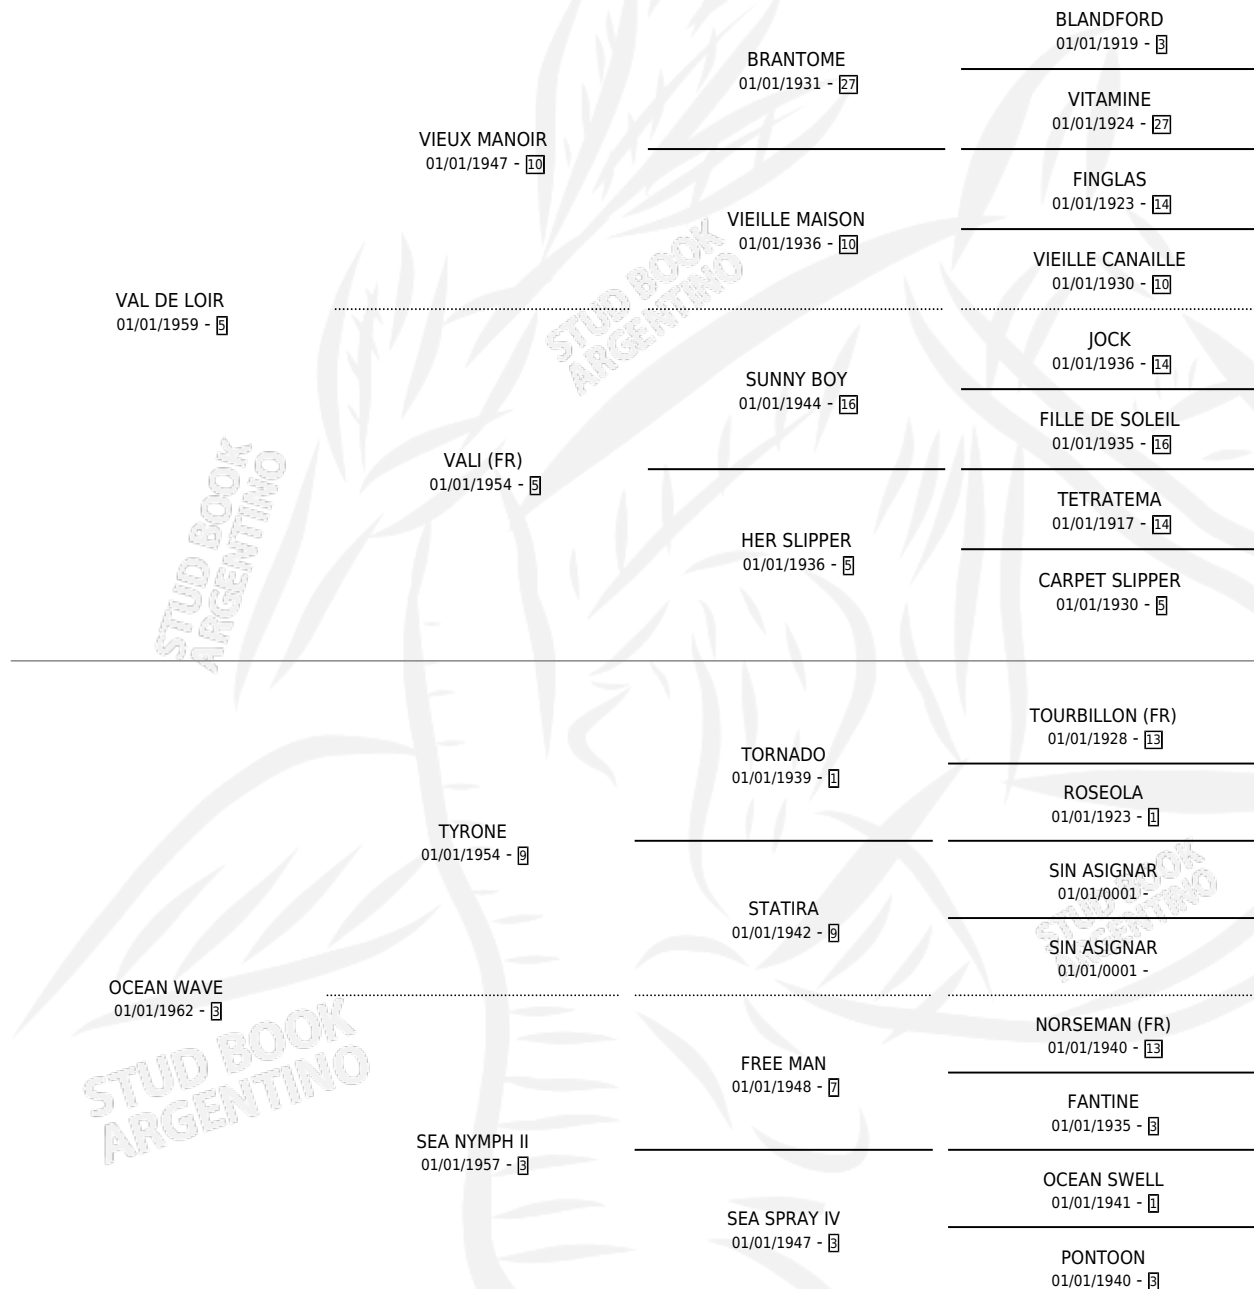 BLANDFORD
01/01/1919 - 3
BRANTOME
01/01/1931 - 27
VITAMINE
01/01/1924 - 27
VIEUX MANOIR
01/01/1947 - 10
FINGLAS
01/01/1923 - 14
VIEILLE MAISON
01/01/1936 - 10
VIEILLE CANAILLE
01/01/1930 - 10
VAL DE LOIR
01/01/1959 - 5
JOCK
01/01/1936 - 14
SUNNY BOY
01/01/1944 - 16
FILLE DE SOLEIL
01/01/1935 - 16
VALI (FR)
01/01/1954 - 5
TETRATEMA
01/01/1917 - 14
HER SLIPPER
01/01/1936 - 5
CARPET SLIPPER
01/01/1930 - 5
TOURBILLON (FR)
01/01/1928 - 13
TORNADO
01/01/1939 - 1
ROSEOLA
01/01/1923 - 1
TYRONE
01/01/1954 - 9
SIN ASIGNAR
01/01/0001 -
STATIRA
01/01/1942 - 9
SIN ASIGNAR
01/01/0001 -
OCEAN WAVE
01/01/1962 - 3
NORSEMAN (FR)
01/01/1940 - 13
FREE MAN
01/01/1948 - 7
FANTINE
01/01/1935 - 3
SEA NYMPH II
01/01/1957 - 3
OCEAN SWELL
01/01/1941 - 1
SEA SPRAY IV
01/01/1947 - 3
PONTOON
01/01/1940 - 3
STUD BOOK
ARGENTINO
STUD BOOK
ARGENTINO
STUD BOOK
ARGENTINO
STUD BOOK
ARGENTINO